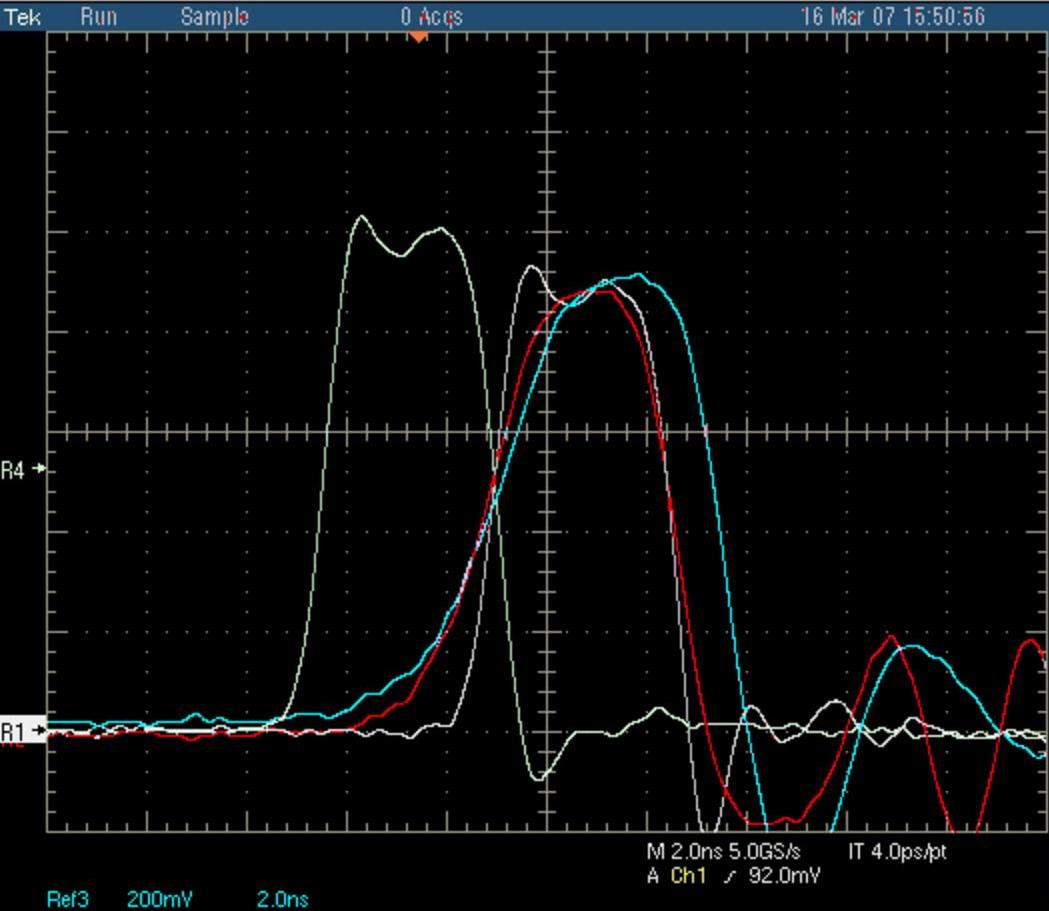 Tek Run Sample 0 Acqs 16 Mar 07 15:50:56
R4
R1
M 2.0ns 5.0GS/s IT 4.0ps/pt
A Ch1 / 92.0mV
Ref3 200mV 2.0ns